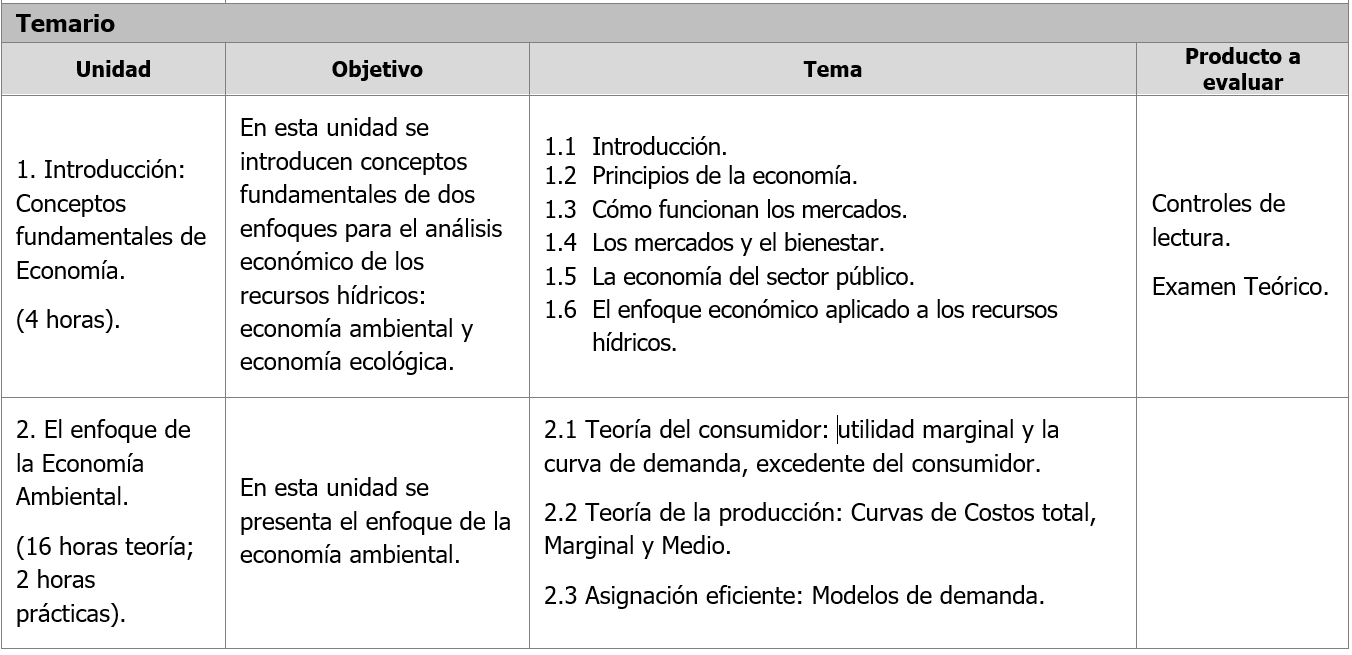 Temario
Unidad
Objetivo
Tema
Producto a
evaluar
1. Introducción:
Conceptos
fundamentales de
Economía.
(4 horas).
En esta unidad se
introducen conceptos
fundamentales de dos
enfoques para el análisis
económico de los
recursos hídricos:
economía ambiental y
economía ecológica.
1.1 Introducción.
1.2 Principios de la economía.
1.3 Cómo funcionan los mercados.
1.4 Los mercados y el bienestar.
1.5 La economía del sector público.
1.6 El enfoque económico aplicado a los recursos
hídricos.
Controles de
lectura.
Examen Teórico.
2. El enfoque de
la Economía
Ambiental.
(16 horas teoría;
2 horas
prácticas).
En esta unidad se
presenta el enfoque de la
economía ambiental.
2.1 Teoría del consumidor: utilidad marginal y la
curva de demanda, excedente del consumidor.
2.2 Teoría de la producción: Curvas de Costos total,
Marginal y Medio.
2.3 Asignación eficiente: Modelos de demanda.